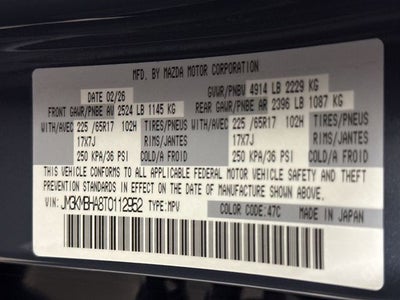 MFD. BY MAZDA MOTOR CORPORATION
DATE 02/26 GVWR/PNBV 4914 LB 2229 KG
FRONT GAWR/PNBE AV 2524 LB 1145 KG REAR GAWR/PNBE AR 2396 LB 1087 KG
WITH/AVEC 225 /65R17 102H TIRES/PNEUS WITH/AVEC 225 /65R17 102H TIRES/PNEUS
17X7J RIMS/JANTES 17X7J RIMS/JANTES
250 KPA/36 PSI COLD/A FROID 250 KPA/36 PSI COLD/A FROID
THIS VEHICLE CONFORMS TO ALL APPLICABLE FEDERAL MOTOR VEHICLE SAFETY AND THEFT
PREVENTION STANDARDS IN EFFECT ON THE DATE OF MANUFACTURE SHOWN ABOVE.
VIN: JM3KMBHA8T0112952 TYPE:MPV COLOR CODE:47C MADE IN JAPAN